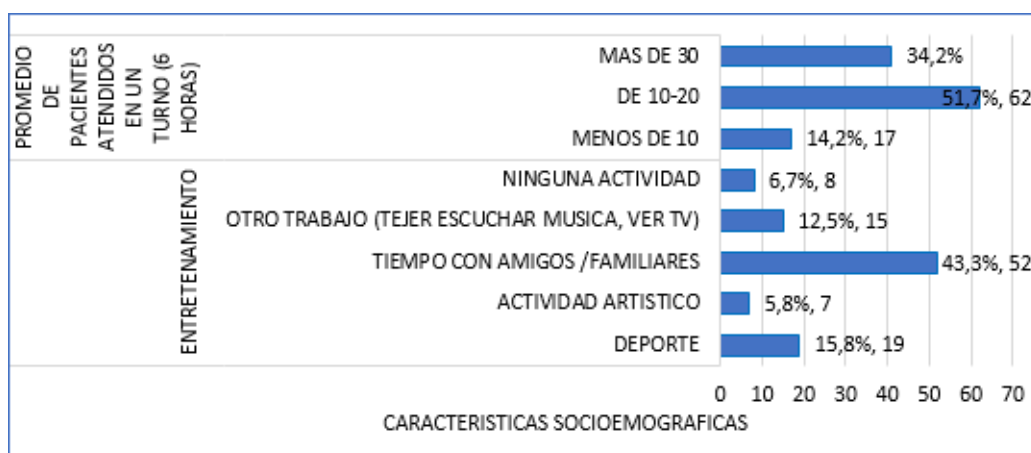 PROMEDIO
DE
PACIENTES
ATENDIDOS
EN UN
TURNO (6
HORAS)
MAS DE 30
34,2%
DE 10-20
51,7%, 62
MENOS DE 10
14,2%, 17
ENTRETENAMIENTO
NINGUNA ACTIVIDAD
6,7%, 8
OTRO TRABAJO (TEJER ESCUCHAR MUSICA, VER TV)
12,5%, 15
TIEMPO CON AMIGOS /FAMILIARES
43,3%, 52
ACTIVIDAD ARTISTICO
5,8%, 7
DEPORTE
15,8%, 19
0 10 20 30 40 50 60 70
CARACTERISTICAS SOCIOEMOGRAFICAS